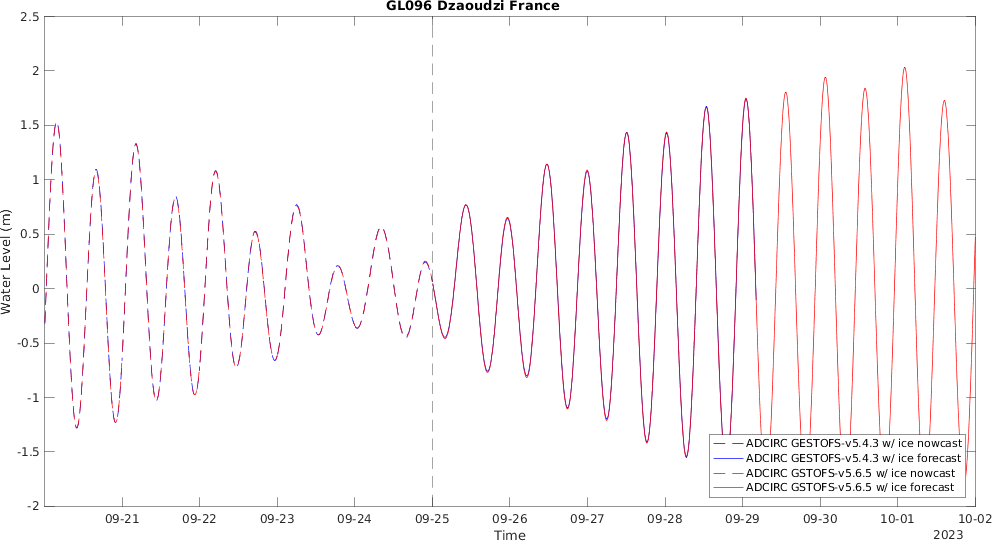 GL096 Dzaoudzi France
2.5
2
1.5
1
0.5
0
-0.5
-1
-1.5
-2
Water Level (m)
ADCIRC GESTOFS-v5.4.3 w/ ice nowcast
ADCIRC GESTOFS-v5.4.3 w/ ice forecast
ADCIRC GSTOFS-v5.6.5 w/ ice nowcast
ADCIRC GSTOFS-v5.6.5 w/ ice forecast
09-21 09-22 09-23 09-24 09-25 09-26 09-27 09-28 09-29 09-30 10-01 10-02
Time
2023